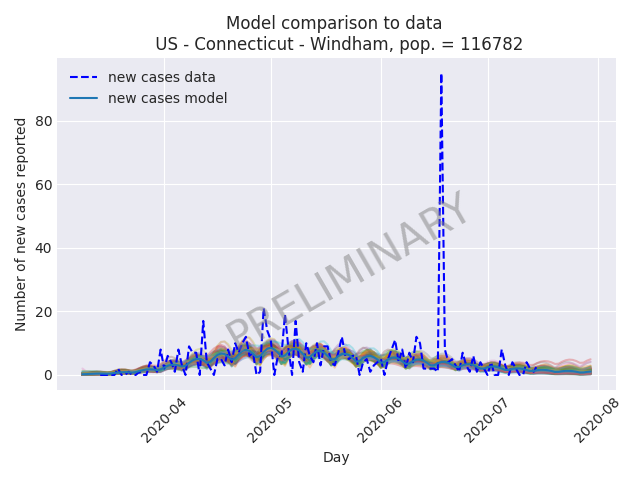 Model comparison to data
US - Connecticut - Windham, pop. = 116782
new cases data
new cases model
Number of new cases reported
80
60
40
20
0
PRELIMINARY
2020-04
2020-05
2020-06
2020-07
2020-08
Day